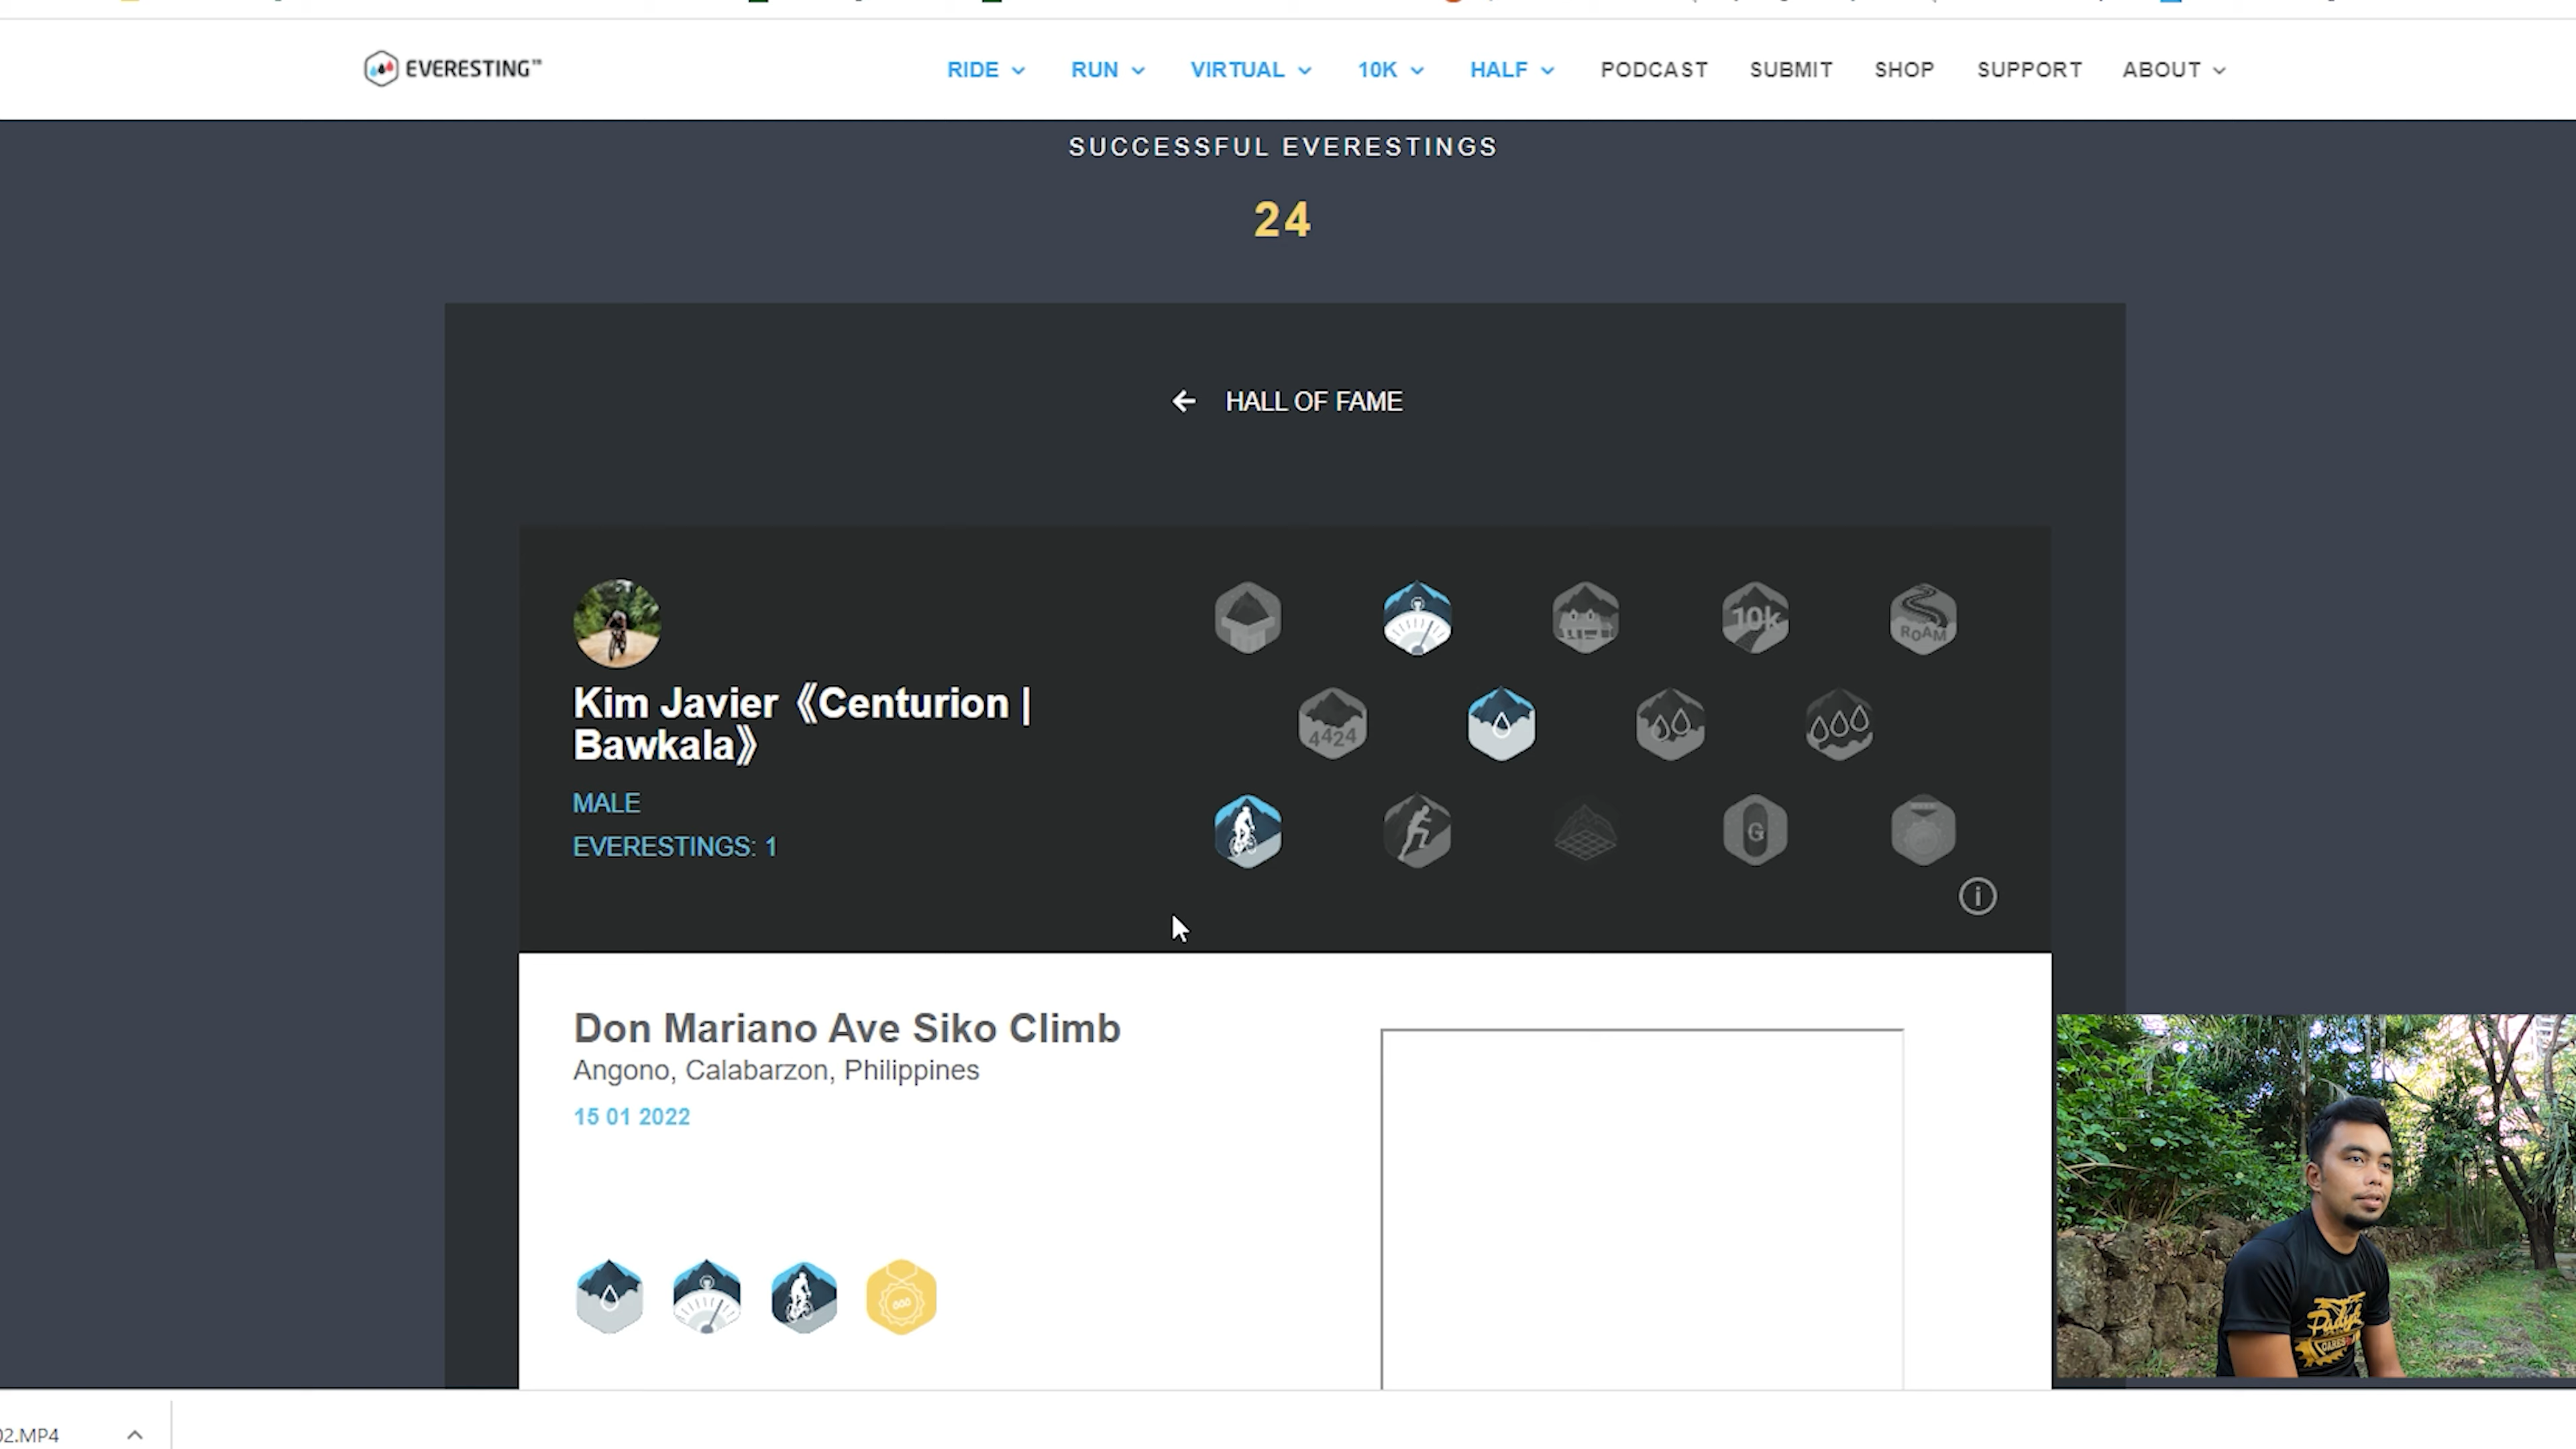 EVERESTING™
RIDE RUN VIRTUAL 10K HALF PODCAST SUBMIT SHOP SUPPORT ABOUT
SUCCESSFUL EVERESTINGS
24
HALL OF FAME
10k
ROAM
Kim Javier《Centurion |
Bawkala》
4424
MALE
G
EVERESTINGS: 1
i
Don Mariano Ave Siko Climb
Angono, Calabarzon, Philippines
15 01 2022
Padyak
CARES
02.MP4